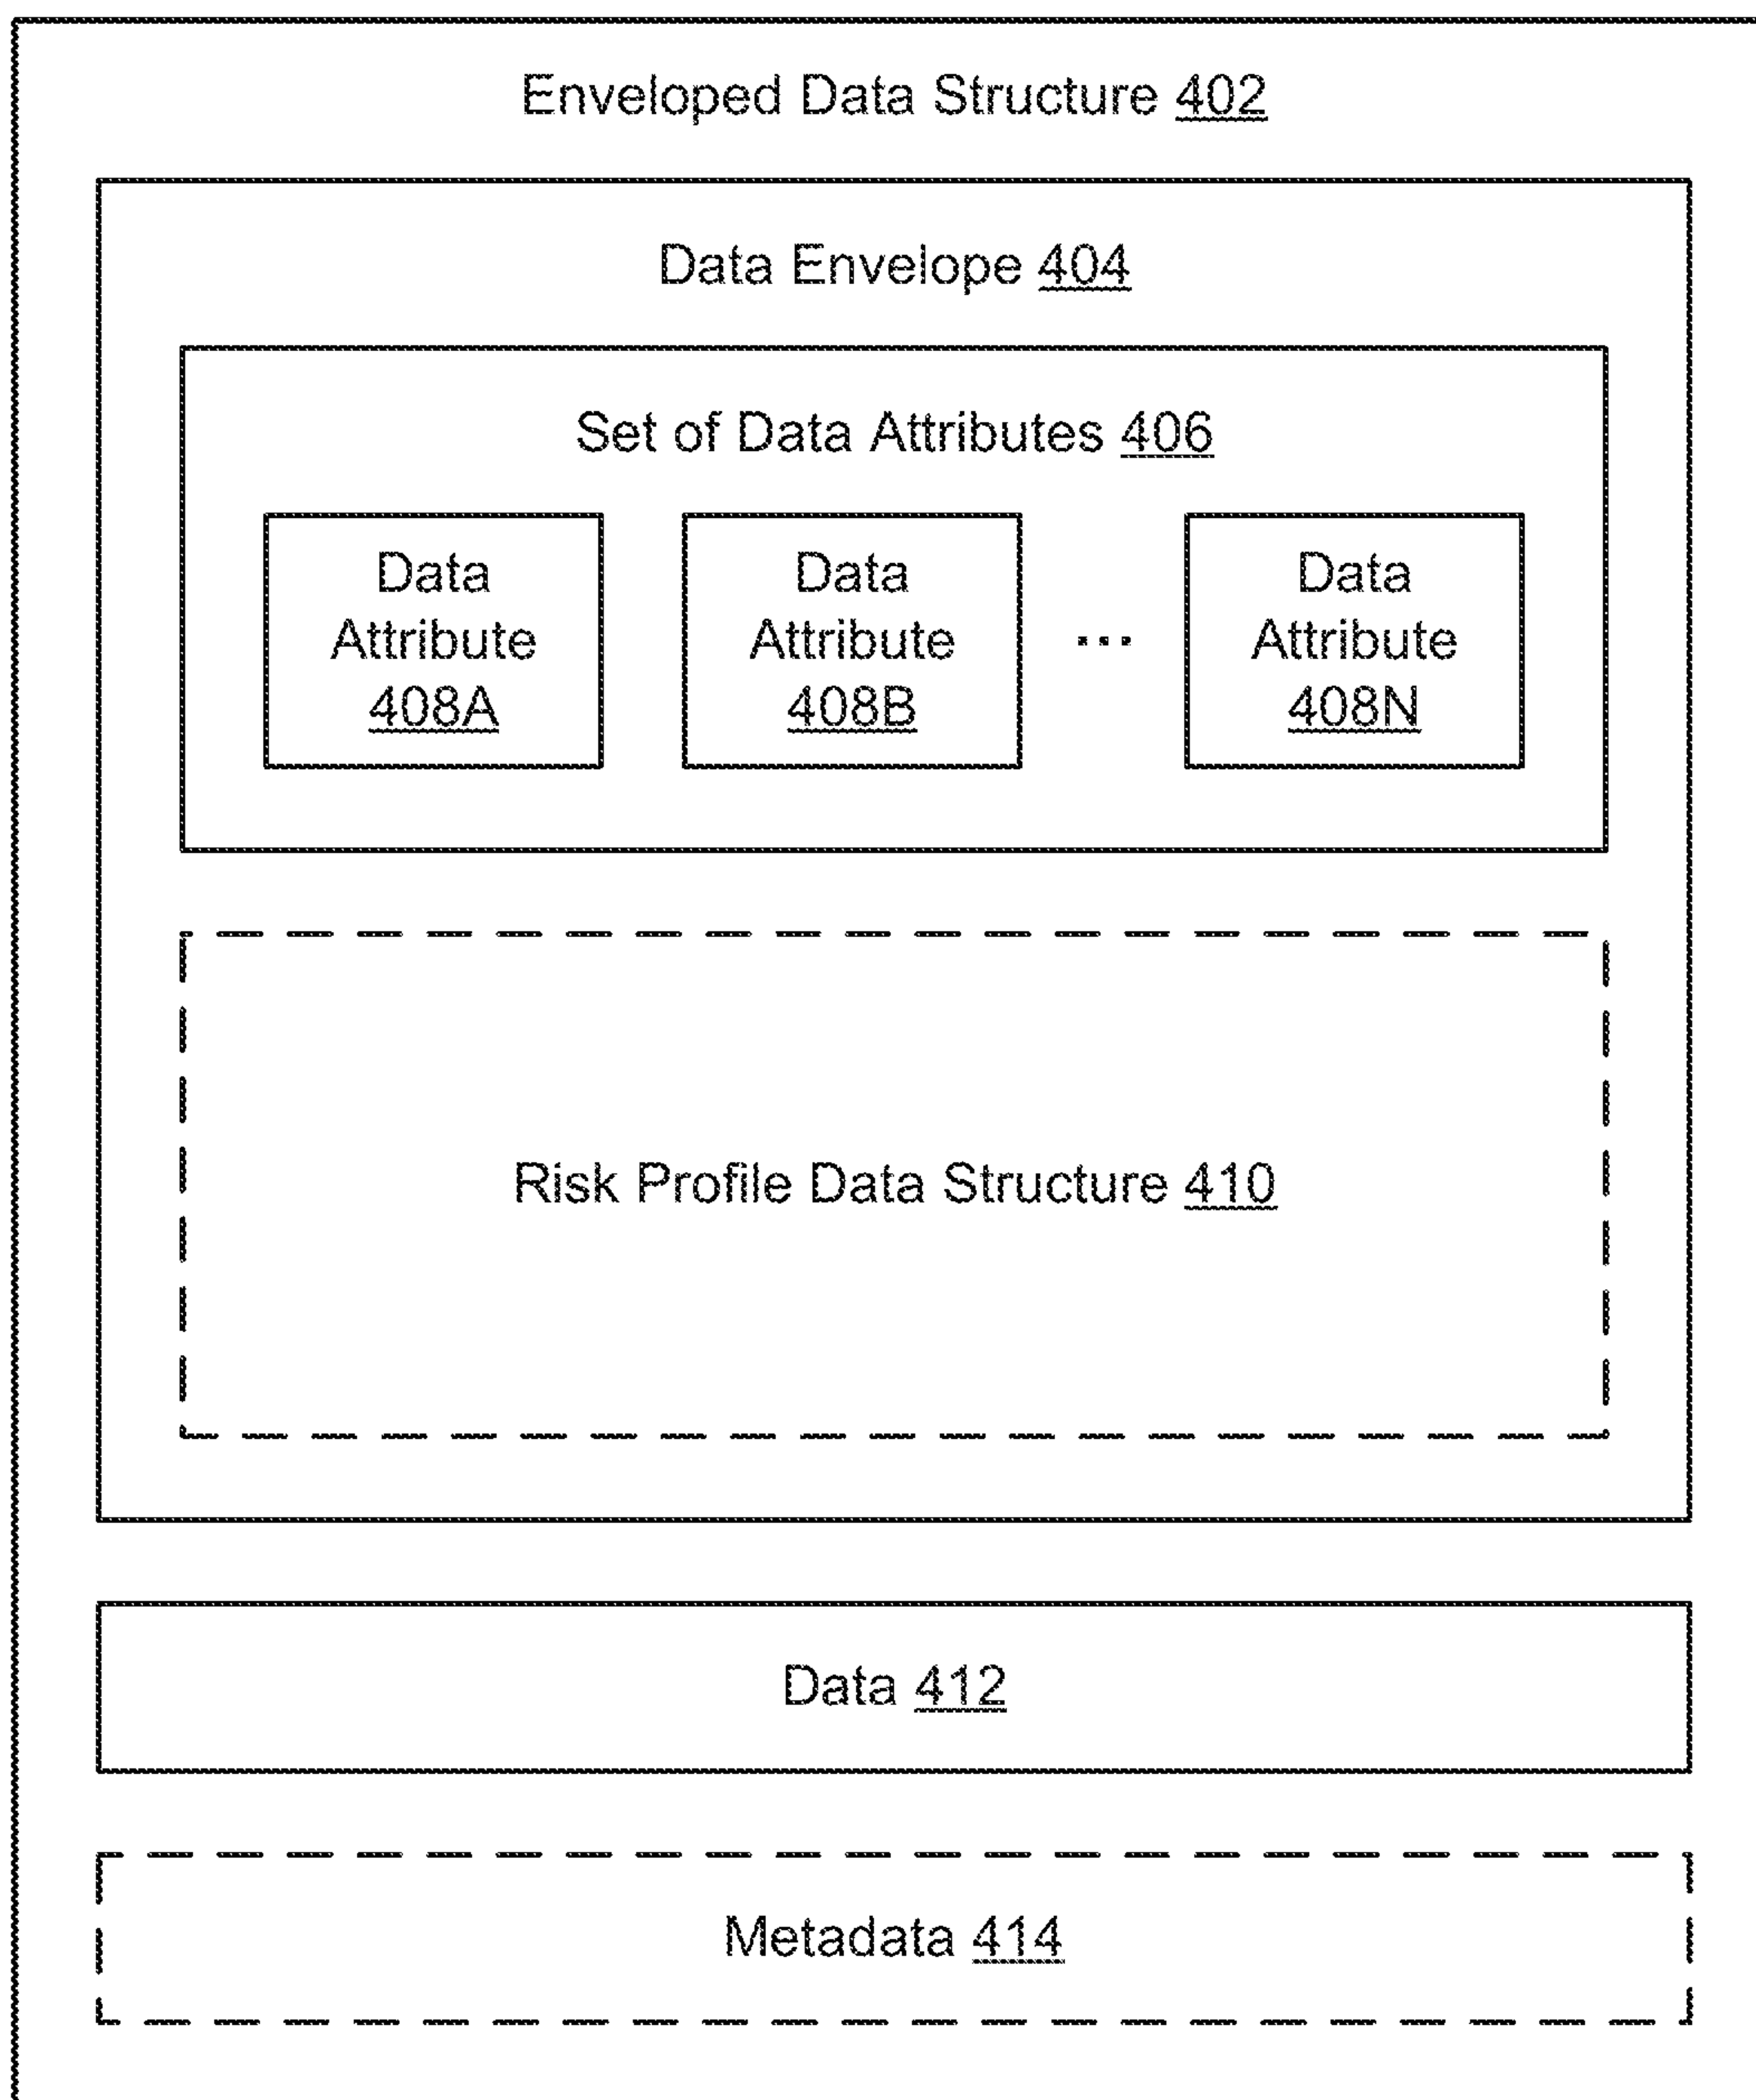 Enveloped Data Structure 402
Data Envelope 404
Set of Data Attributes 406
Data
Attribute
408A
Data
Attribute
408B
...
Data
Attribute
408N
Risk Profile Data Structure 410
Data 412
Metadata 414